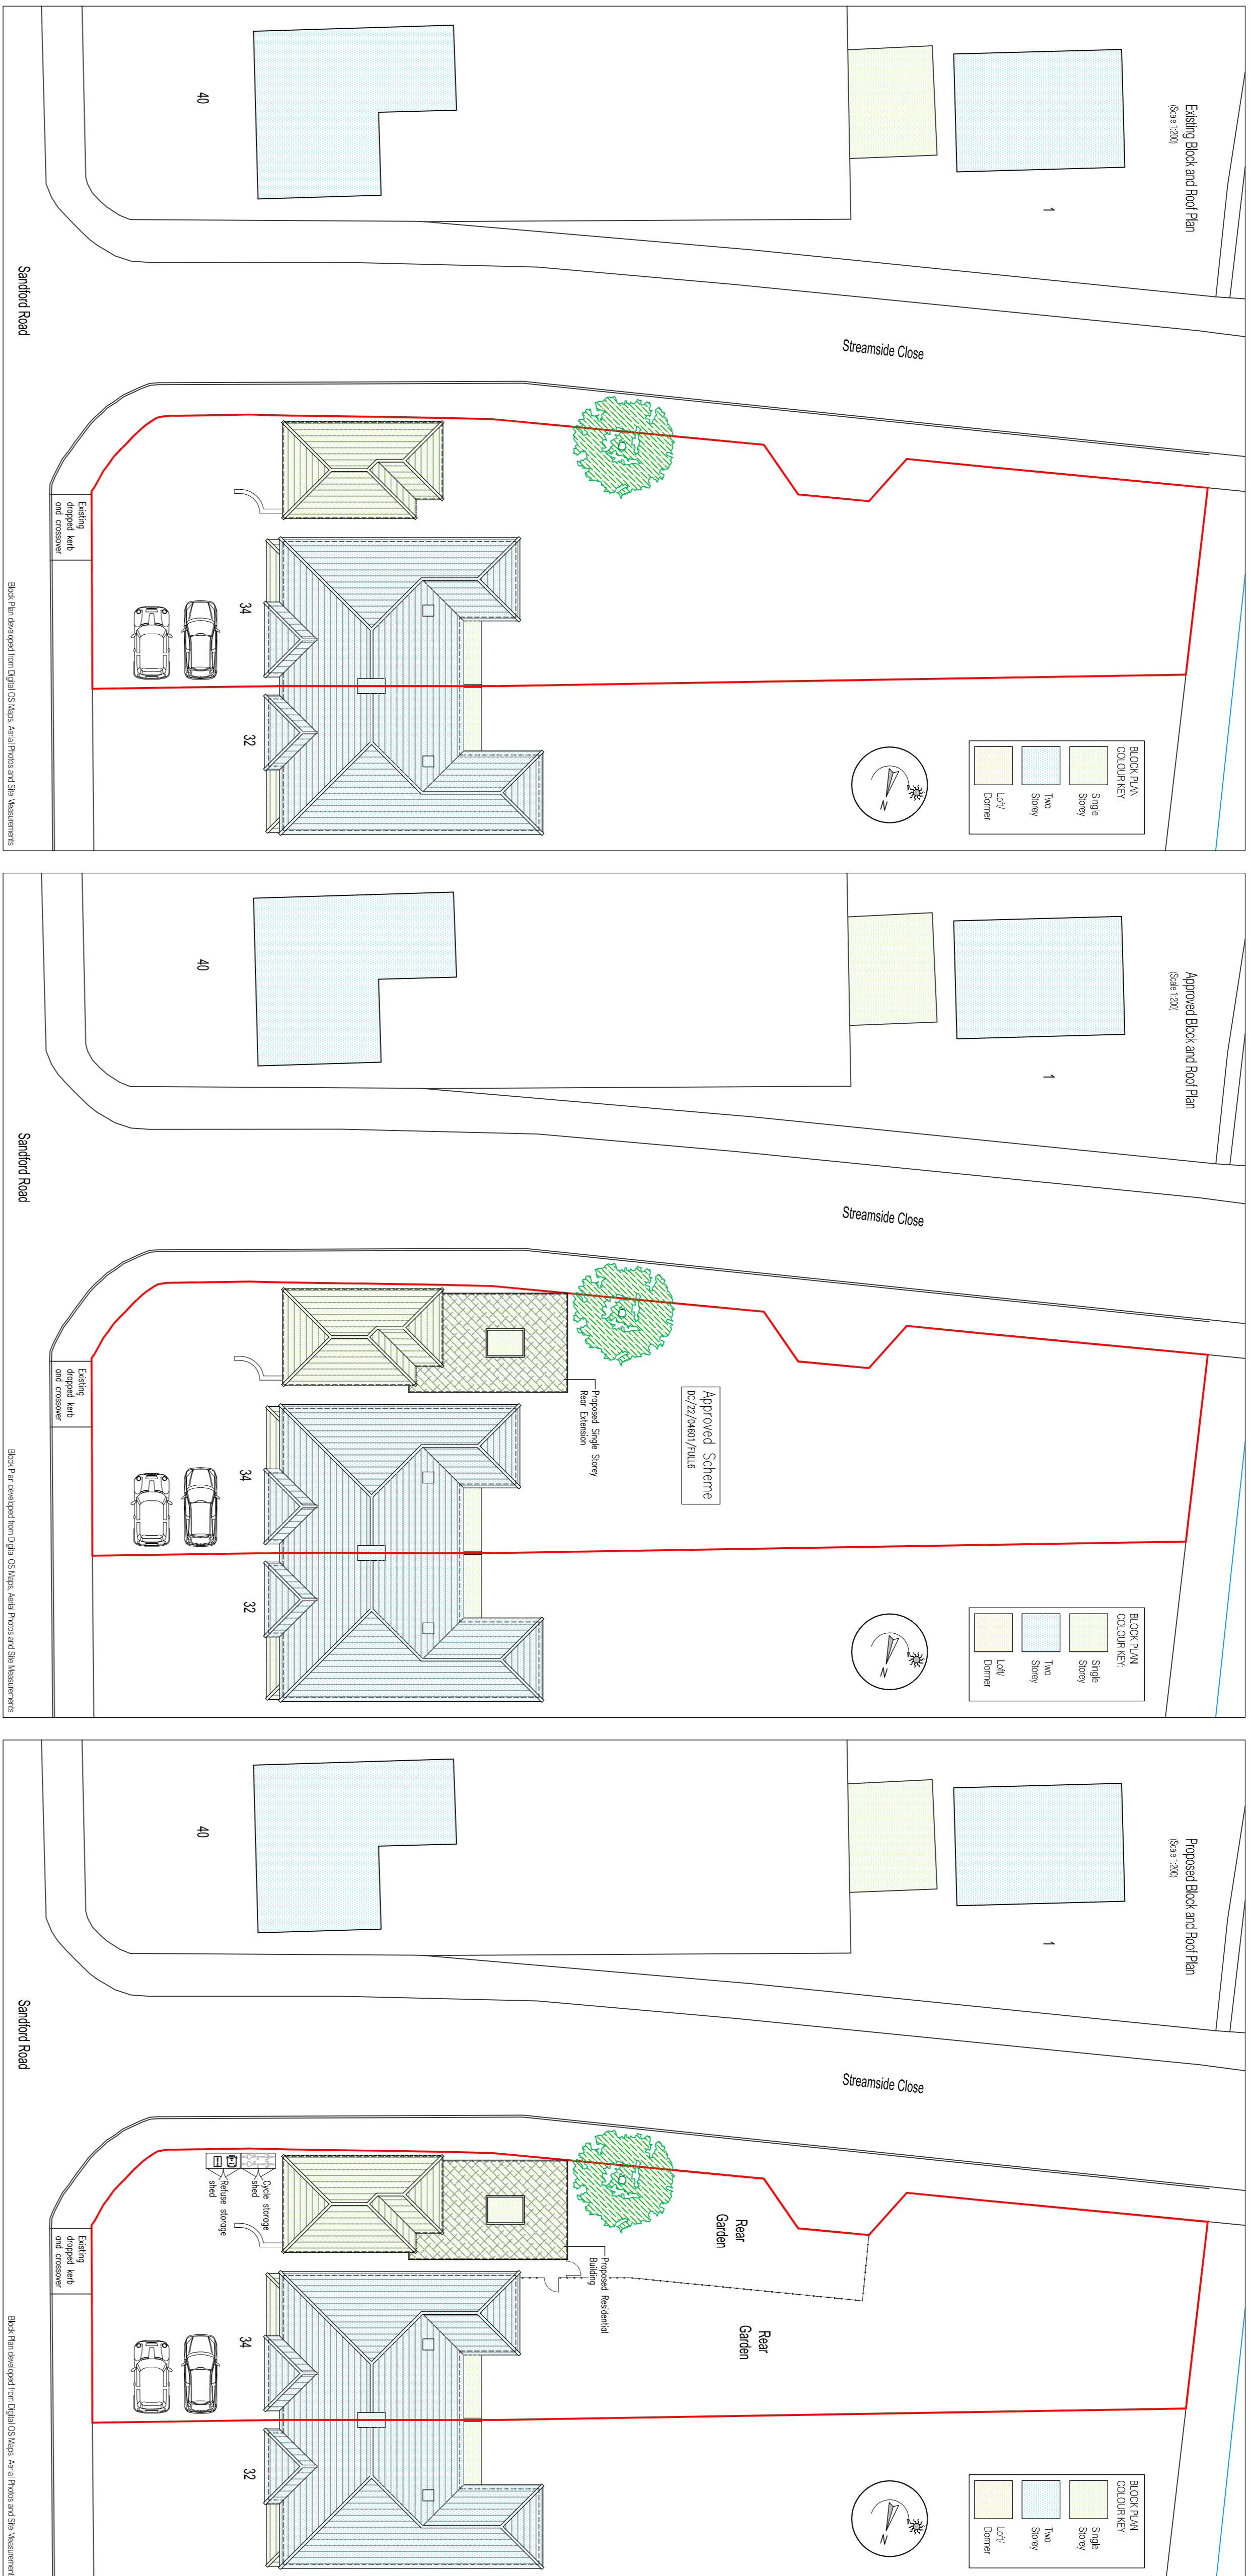 Existing Block and Roof Plan
(Scale 1:200)
1
40
Streamside Close
Sandford Road
BLOCK PLAN
COLOUR KEY:
Single
Storey
Two
Storey
Loft/
Dormer
N
34
32
Existing
dropped kerb
and crossover
Block Plan developed from Digital OS Maps, Aerial Photos and Site Measurements
Approved Block and Roof Plan
(Scale 1:200)
1
40
Streamside Close
Sandford Road
BLOCK PLAN
COLOUR KEY:
Single
Storey
Two
Storey
Loft/
Dormer
N
Approved Scheme
DC/22/04601/FULL6
Proposed Single Storey
Rear Extension
34
32
Existing
dropped kerb
and crossover
Block Plan developed from Digital OS Maps, Aerial Photos and Site Measurements
Proposed Block and Roof Plan
(Scale 1:200)
1
40
Streamside Close
Sandford Road
BLOCK PLAN
COLOUR KEY:
Single
Storey
Two
Storey
Loft/
Dormer
N
Rear
Garden
Rear
Garden
Proposed Residential
Building
Cycle storage
shed
Refuse storage
shed
34
32
Existing
dropped kerb
and crossover
Block Plan developed from Digital OS Maps, Aerial Photos and Site Measurements